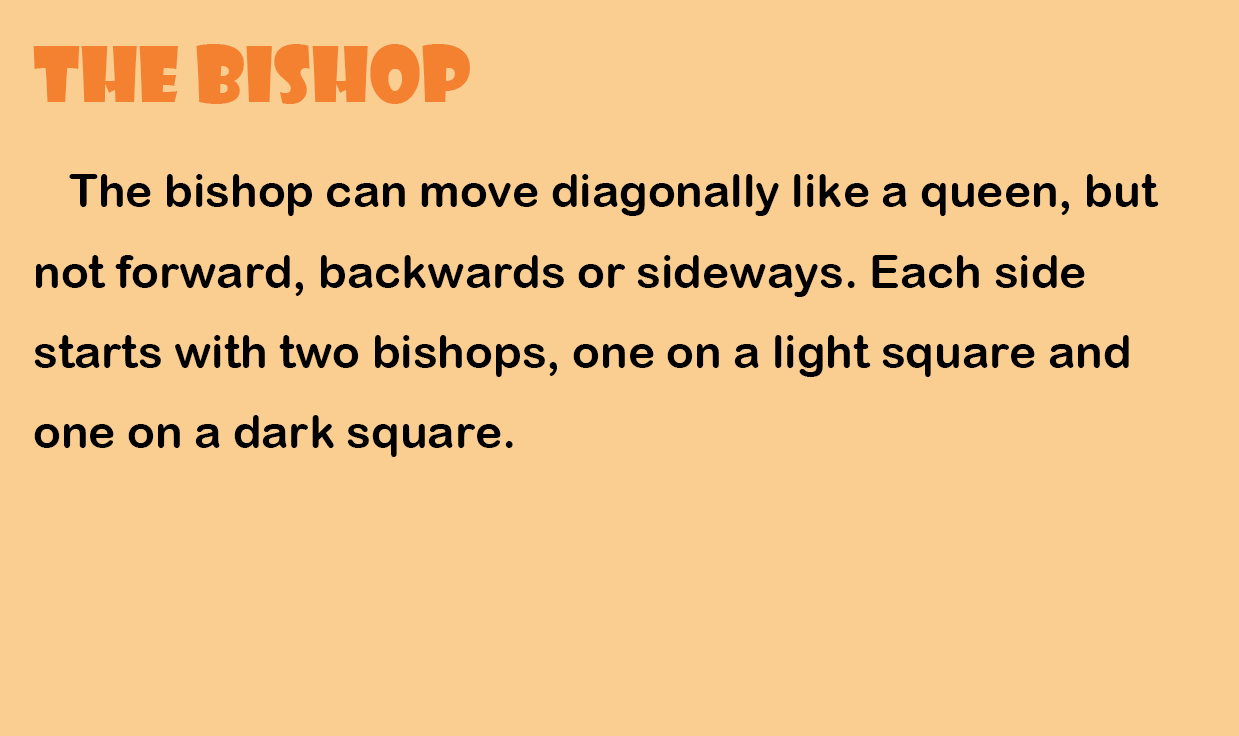 THE BISHOP
The bishop can move diagonally like a queen, but
not forward, backwards or sideways. Each side
starts with two bishops, one on a light square and
one on a dark square.